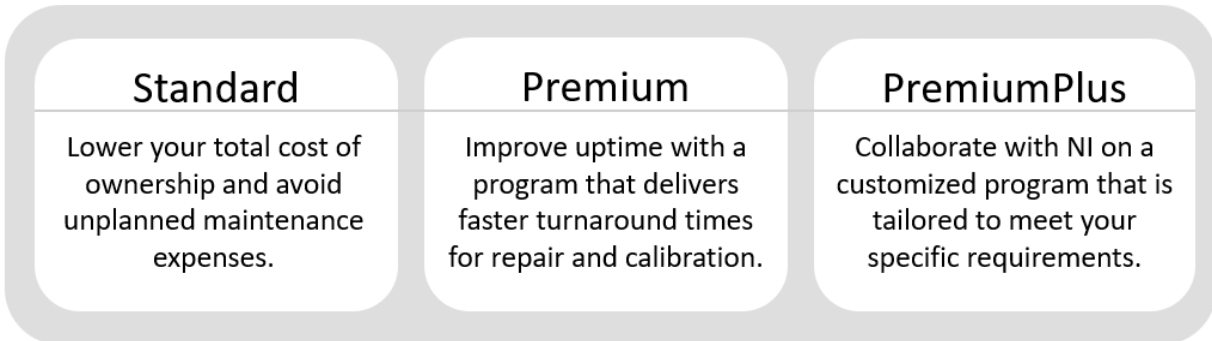 Standard
Lower your total cost of
ownership and avoid
unplanned maintenance
expenses.
Premium
Improve uptime with a
program that delivers
faster turnaround times
for repair and calibration.
PremiumPlus
Collaborate with NI on a
customized program that is
tailored to meet your
specific requirements.